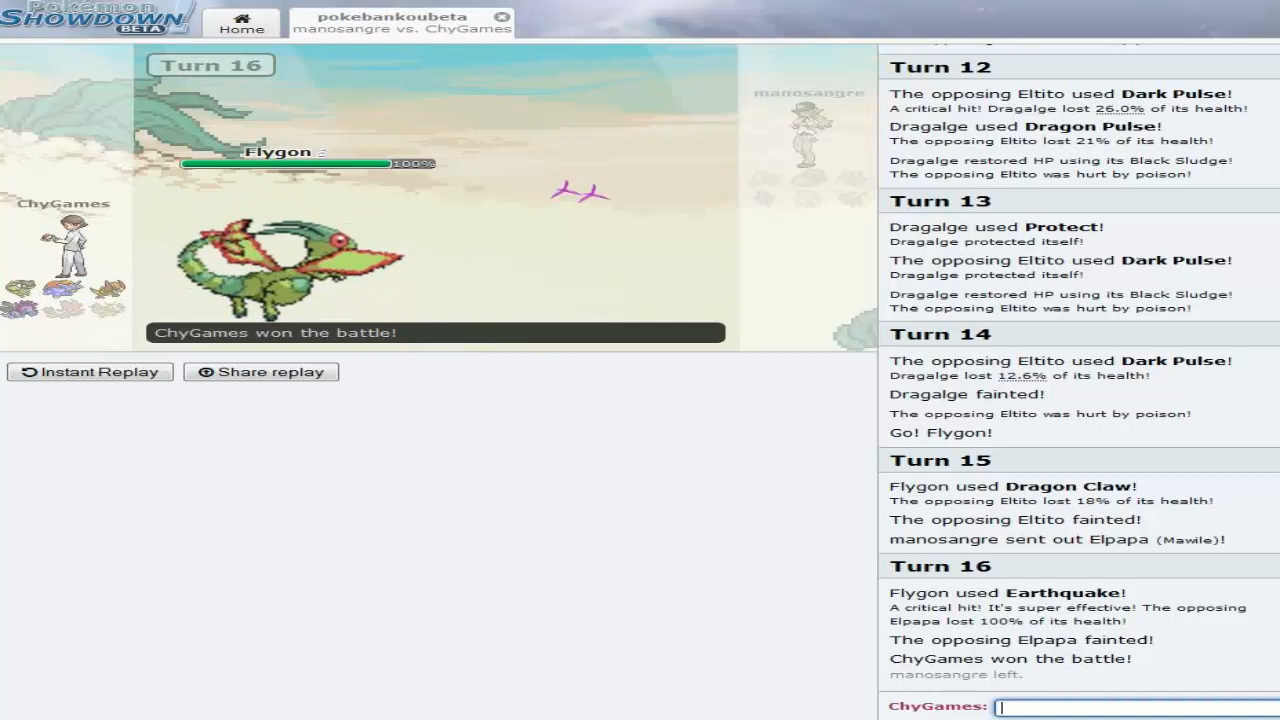 Pokémon
SHOWDOWN
BETA
Home
pokebankoubeta
manosangre vs. ChyGames
Turn 16
manosangre
Flygon
100%
ChyGames
ChyGames won the battle!
Instant Replay
Share replay
Turn 12
The opposing Eltito used Dark Pulse!
A critical hit! Dragalge lost 26.0% of its health!
Dragalge used Dragon Pulse!
The opposing Eltito lost 21% of its health!
Dragalge restored HP using its Black Sludge!
The opposing Eltito was hurt by poison!
Turn 13
Dragalge used Protect!
Dragalge protected itself!
The opposing Eltito used Dark Pulse!
Dragalge protected itself!
Dragalge restored HP using its Black Sludge!
The opposing Eltito was hurt by poison!
Turn 14
The opposing Eltito used Dark Pulse!
Dragalge lost 12.6% of its health!
Dragalge fainted!
The opposing Eltito was hurt by poison!
Go! Flygon!
Turn 15
Flygon used Dragon Claw!
The opposing Eltito lost 18% of its health!
The opposing Eltito fainted!
manosangre sent out Elpapa (Mawile)!
Turn 16
Flygon used Earthquake!
A critical hit! It's super effective! The opposing
Elpapa lost 100% of its health!
The opposing Elpapa fainted!
ChyGames won the battle!
manosangre left.
ChyGames: